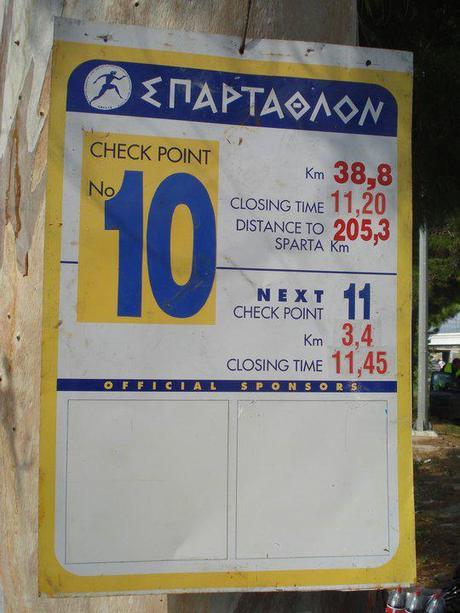 ΣΠΑΡΤΑΘΛΟΝ
CHECK POINT
No 10
Km 38,8
CLOSING TIME 11,20
DISTANCE TO 205,3
SPARTA Km
NEXT 11
CHECK POINT
Km 3,4
CLOSING TIME 11,45
OFFICIAL SPONSORS